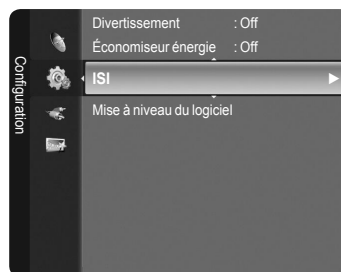 Configuration
Divertissement : Off
Économiseur énergie : Off
ISI
Mise à niveau du logiciel